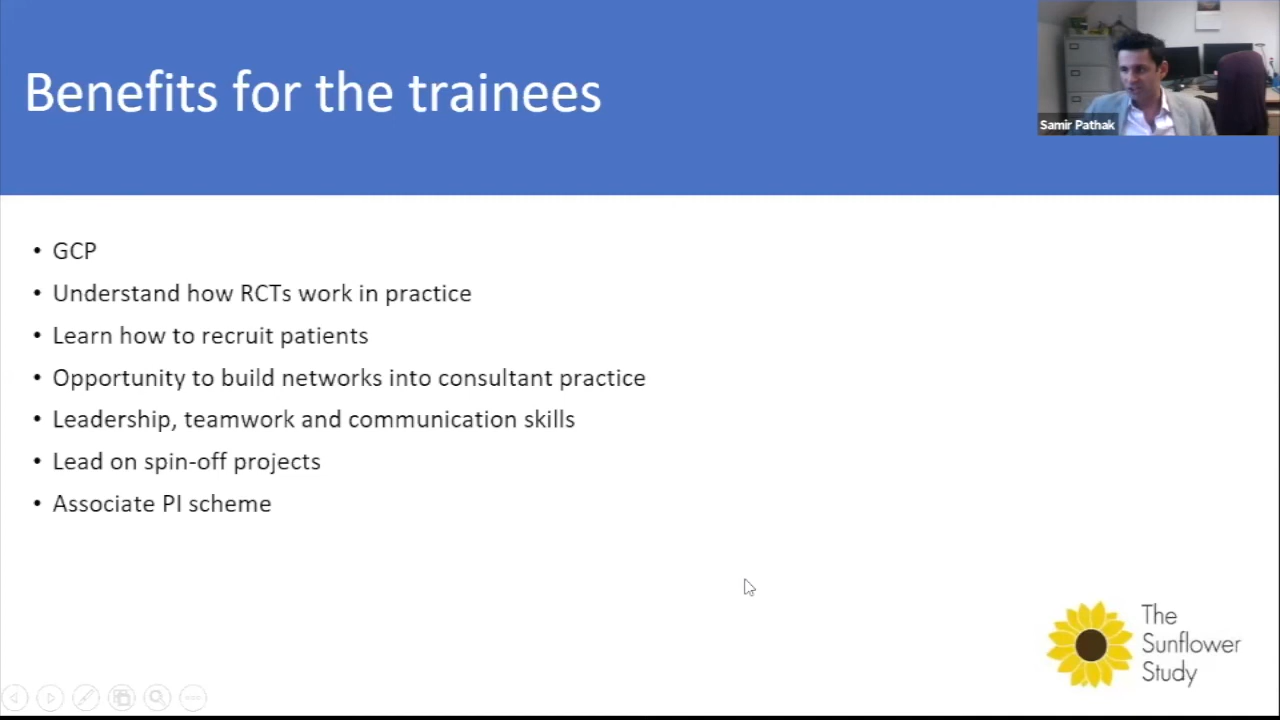 Benefits for the trainees
Samir Pathak
• GCP
• Understand how RCTs work in practice
• Learn how to recruit patients
• Opportunity to build networks into consultant practice
• Leadership, teamwork and communication skills
• Lead on spin-off projects
• Associate PI scheme
The
Sunflower
Study